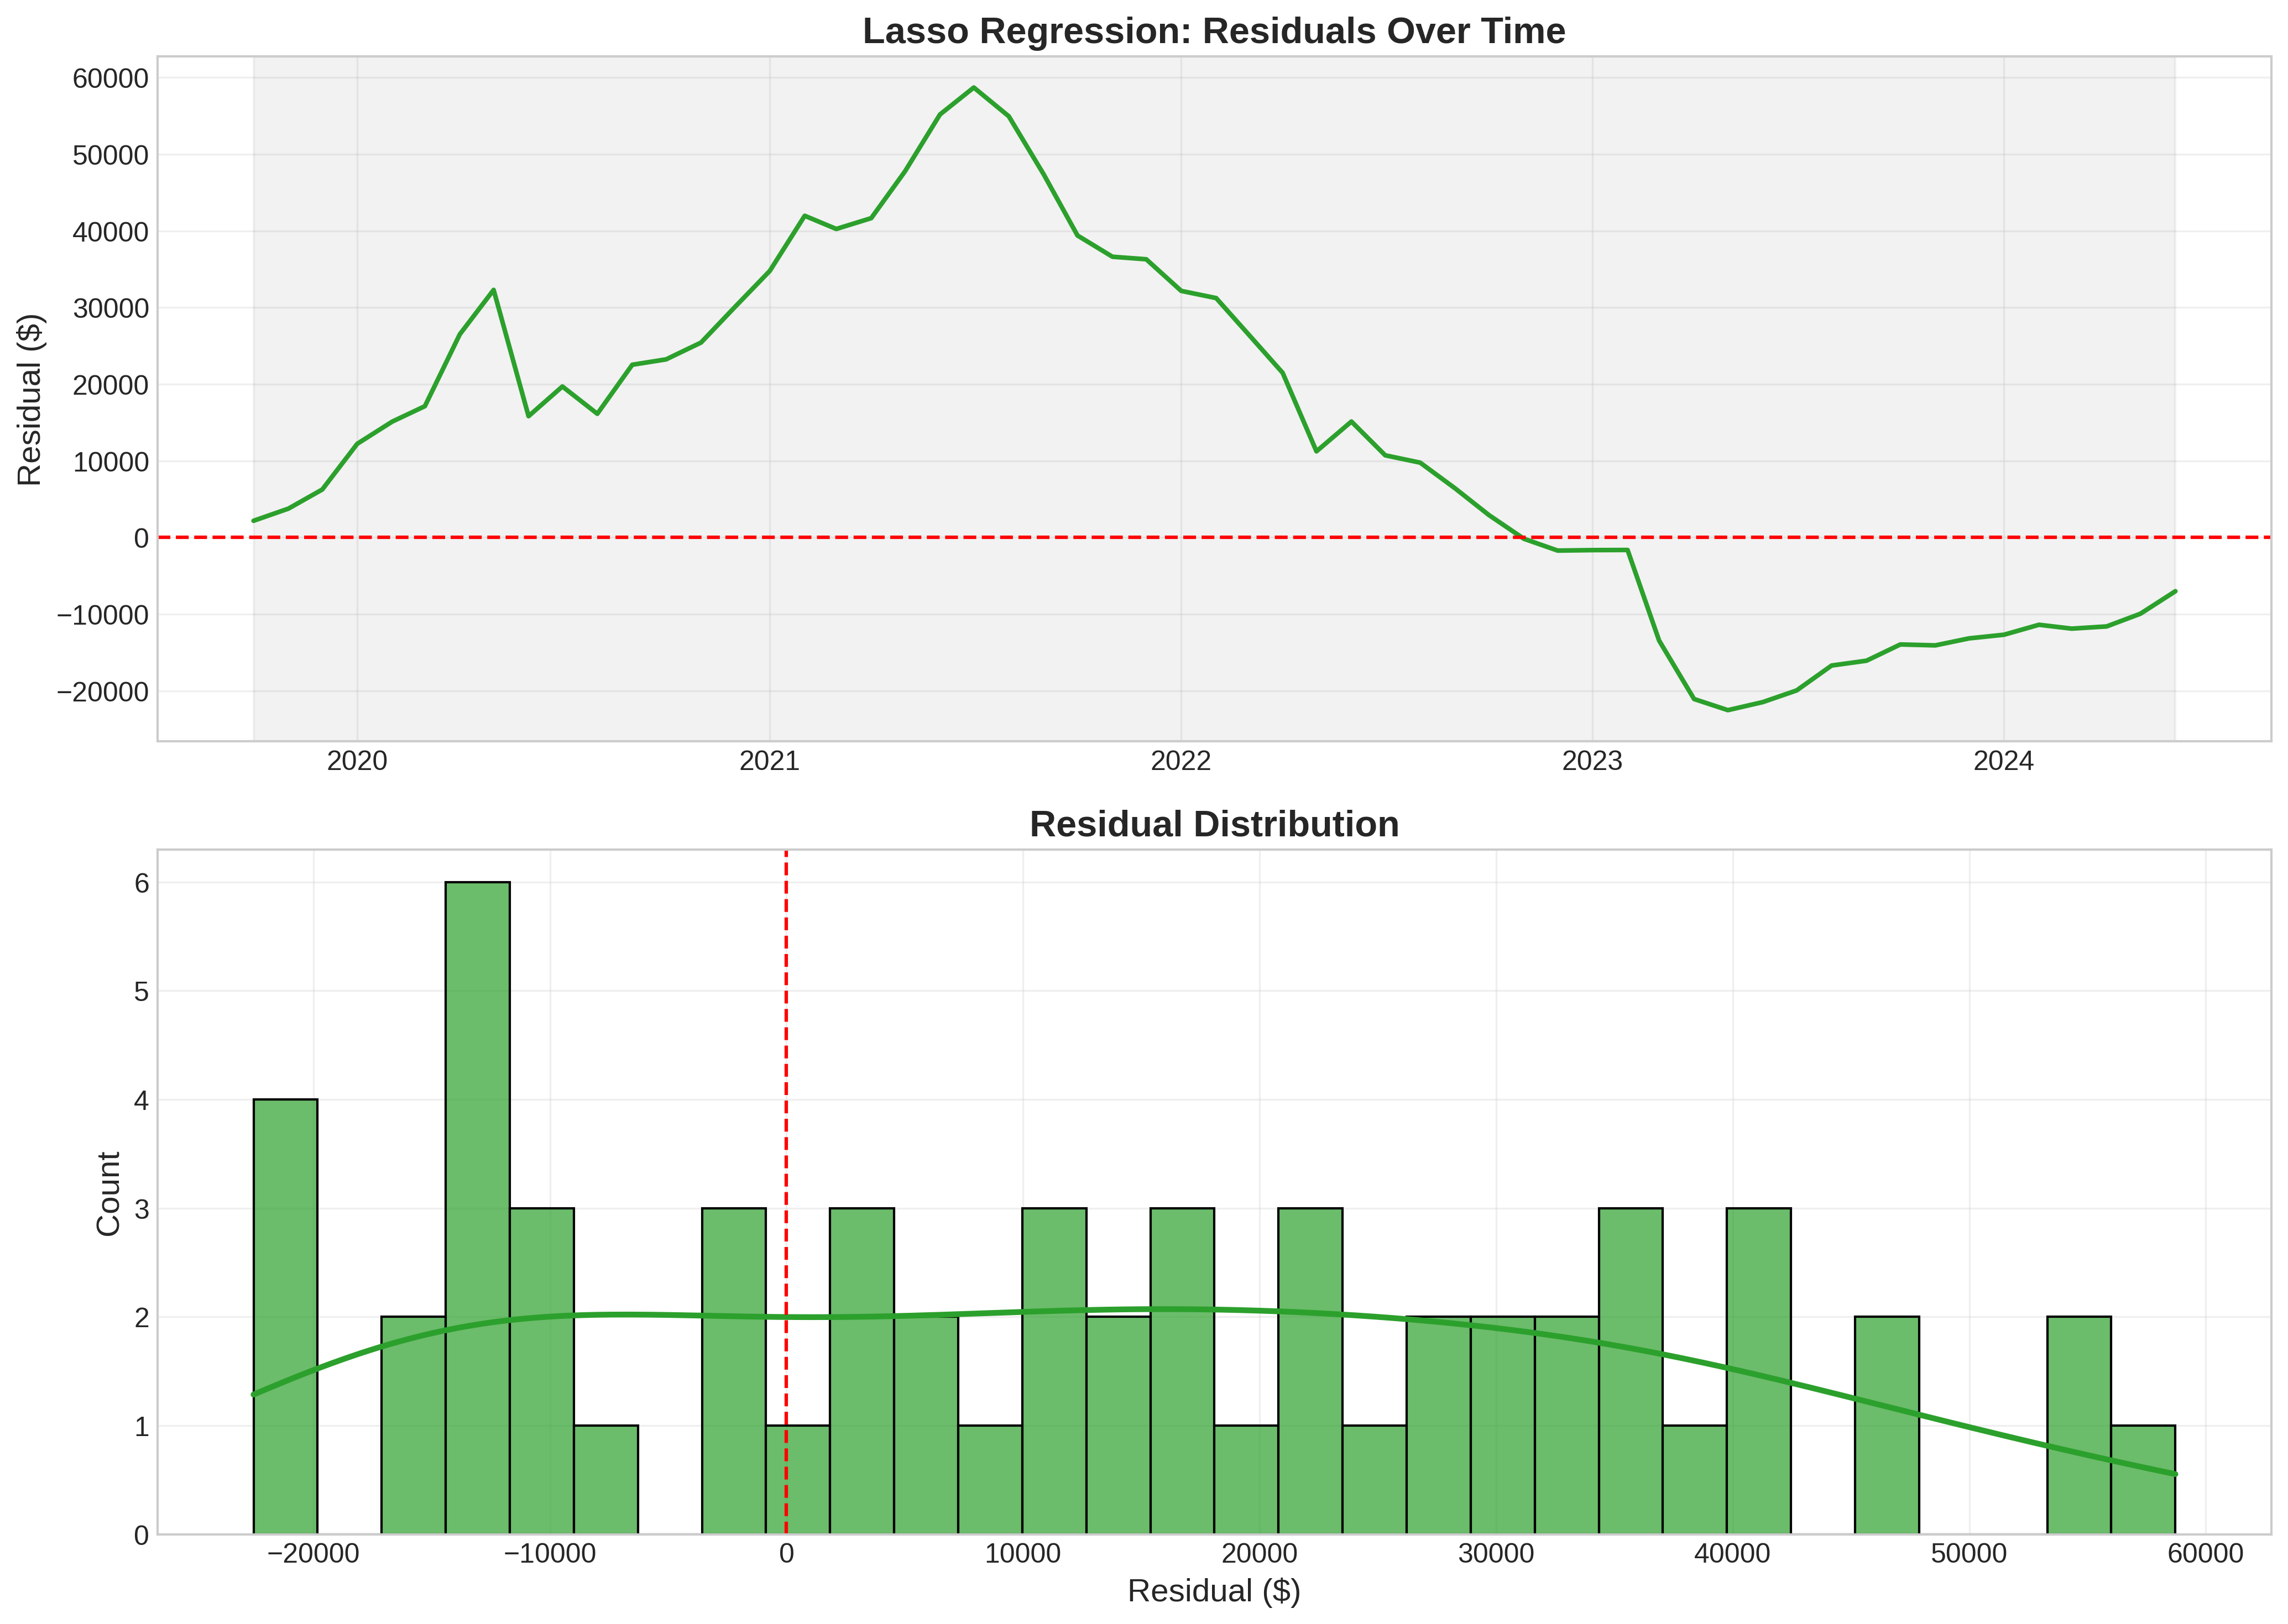 Lasso Regression: Residuals Over Time
60000
50000
40000
30000
20000
10000
0
−10000
−20000
Residual ($)
2020 2021 2022 2023 2024
Residual Distribution
6
5
4
3
2
1
0
Count
−20000 −10000 0 10000 20000 30000 40000 50000 60000
Residual ($)